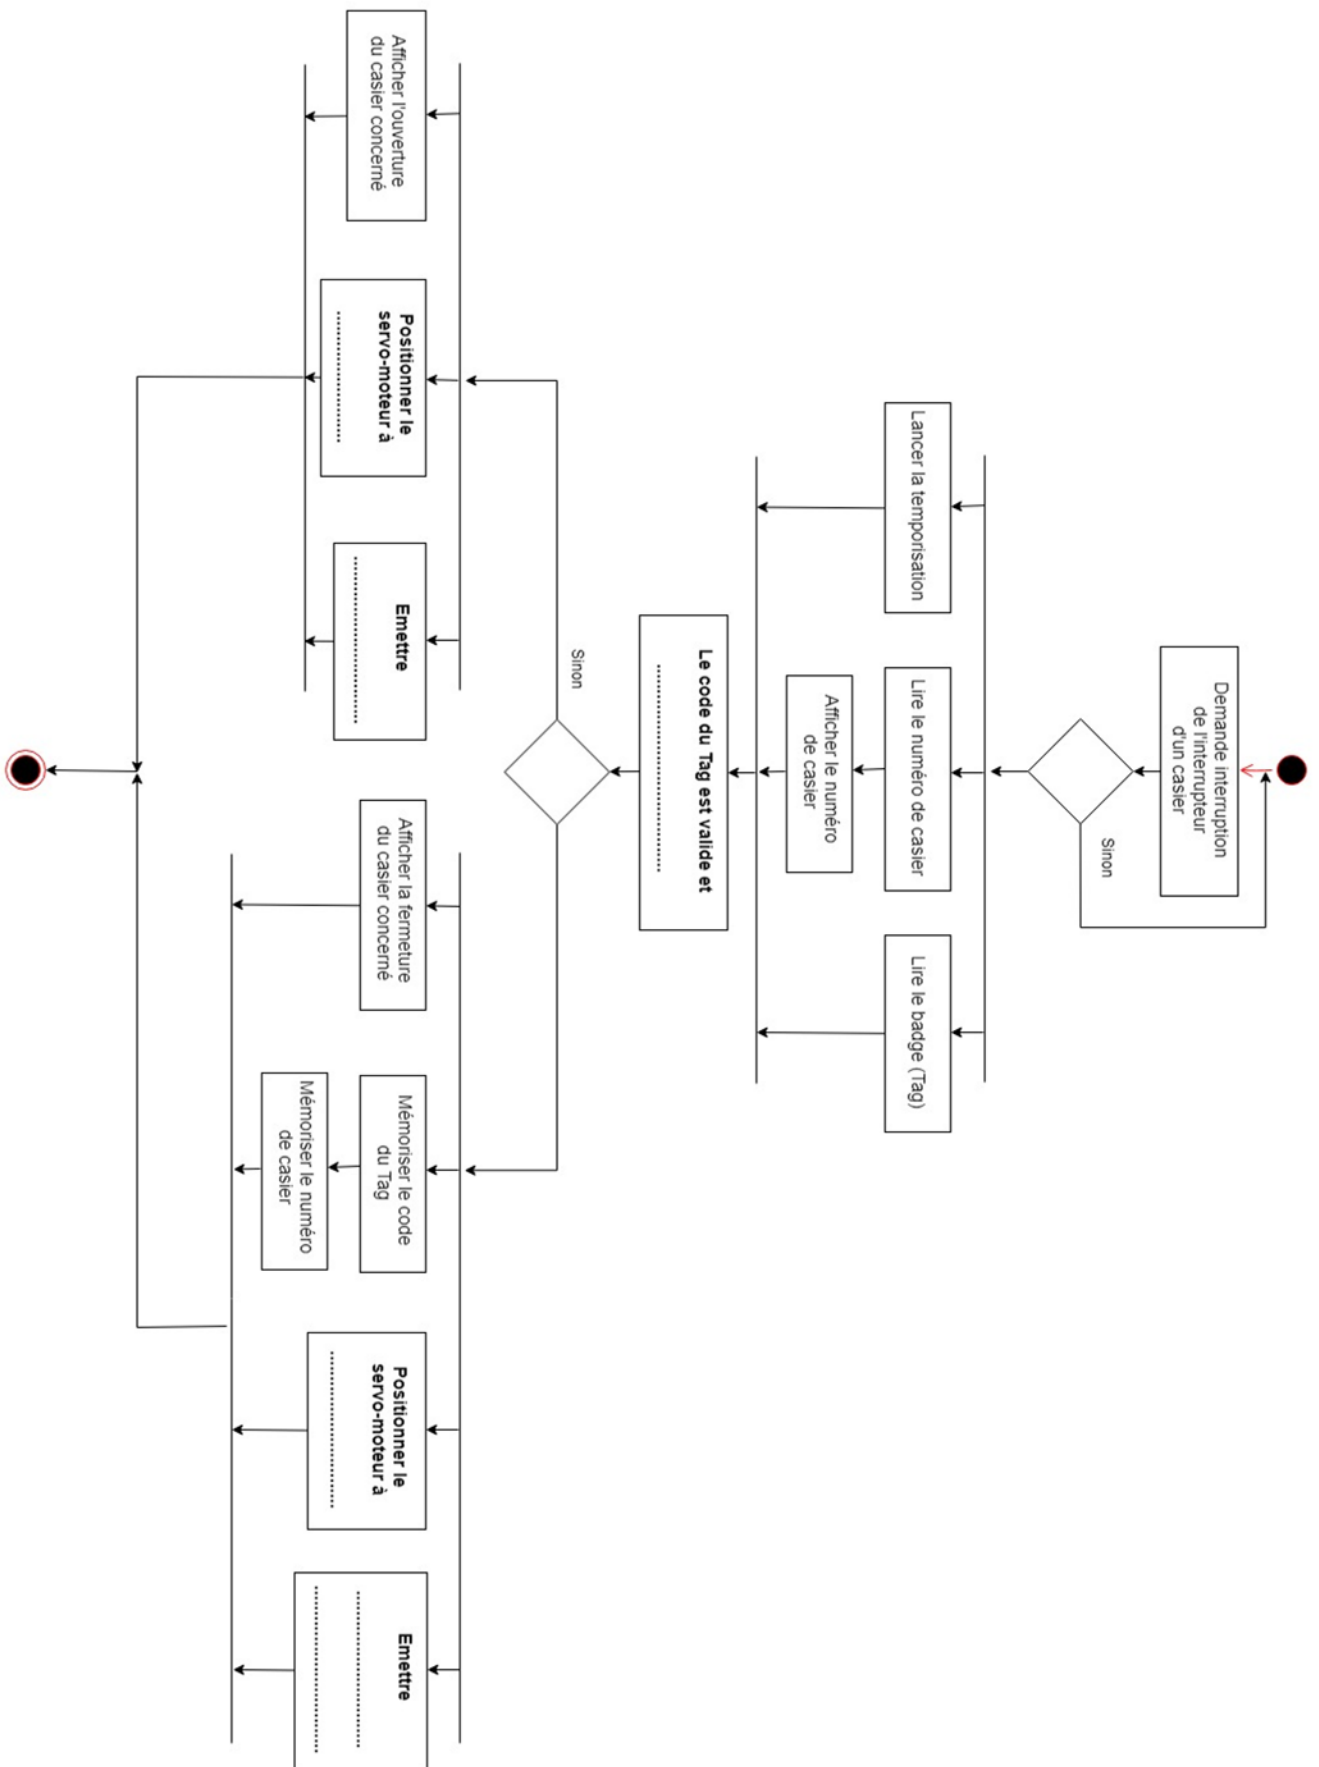 Demande interruption
de l'interrupteur
d'un casier
Sinon
Lancer la temporisation
Lire le numéro de casier
Lire le badge (Tag)
Afficher le numéro
de casier
Le code du Tag est valide et
................................
Sinon
Afficher l'ouverture
du casier concerné
Positionner le
servo-moteur à
....................
Emettre
..........................
Afficher la fermeture
du casier concerné
Mémoriser le code
du Tag
Mémoriser le numéro
de casier
Positionner le
servo-moteur à
........................
Emettre
........................
..........................